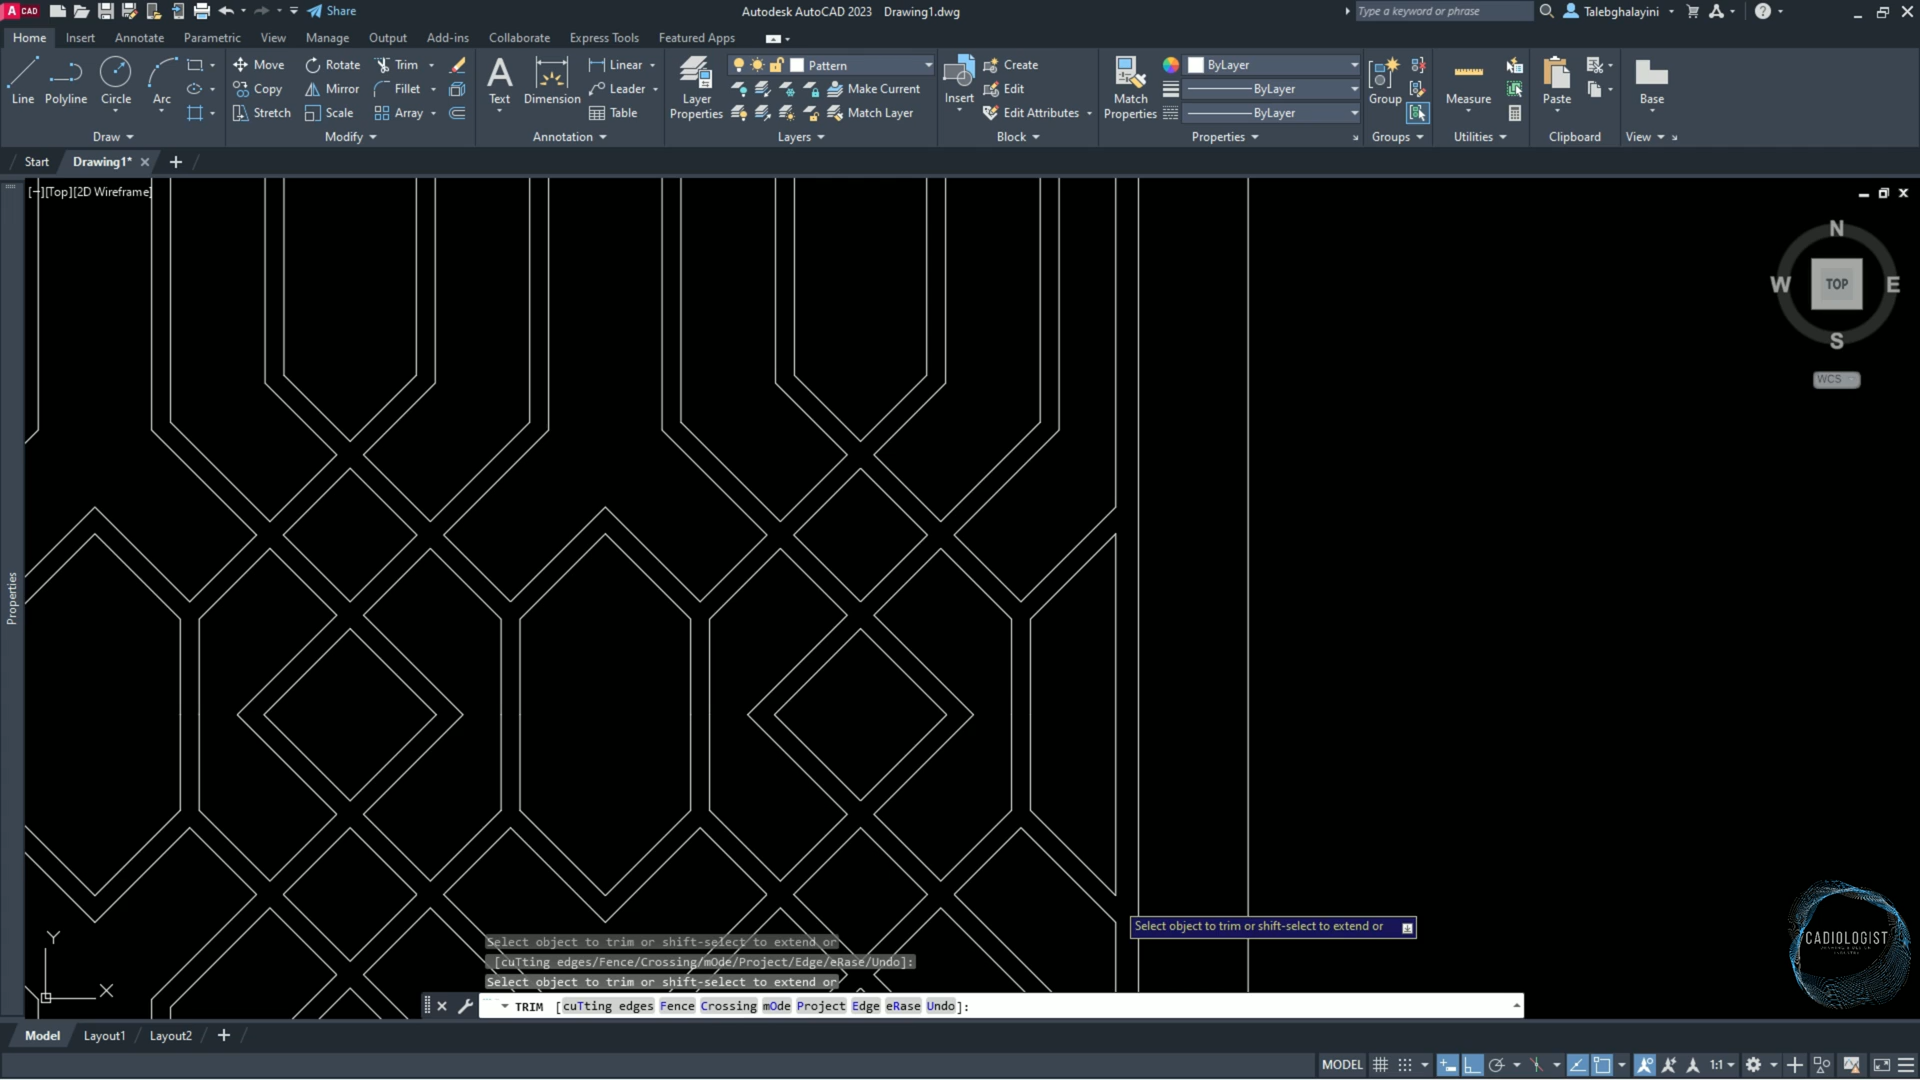 A CAD
Share
Autodesk AutoCAD 2023 Drawing1.dwg
Type a keyword or phrase
Talebghalayini
Home Insert Annotate Parametric View Manage Output Add-ins Collaborate Express Tools Featured Apps
Line
Polyline
Circle
Arc
Draw
Move
Rotate
Trim
Copy
Mirror
Fillet
Stretch
Scale
Array
Modify
Text
Dimension
Linear
Leader
Table
Annotation
Layer
Properties
Pattern
Make Current
Match Layer
Layers
Insert
Create
Edit
Edit Attributes
Block
Match
Properties
ByLayer
ByLayer
ByLayer
Properties
Group
Groups
Measure
Utilities
Paste
Clipboard
Base
View
Start
Drawing1*
[−][Top][2D Wireframe]
N
W
TOP
E
S
WCS
Properties
Select object to trim or shift-select to extend or
Select object to trim or shift-select to extend or
[cuTting edges/Fence/Crossing/mOde/Project/Edge/eRase/Undo]:
Select object to trim or shift-select to extend or
TRIM [cuTting edges Fence Crossing mOde Project Edge eRase Undo]:
Y
X
CADIOLOGIST
Model
Layout1
Layout2
MODEL
1:1